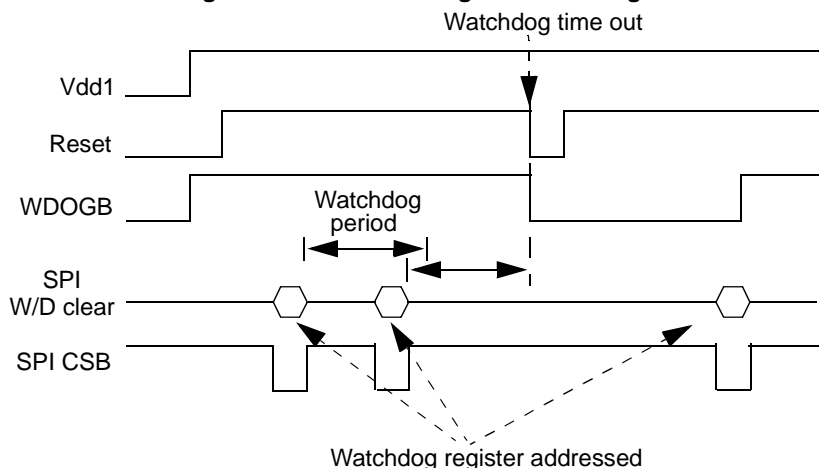 Watchdog time out
Vdd1
Reset
WDOGB
Watchdog
period
SPI
W/D clear
SPI CSB
Watchdog register addressed